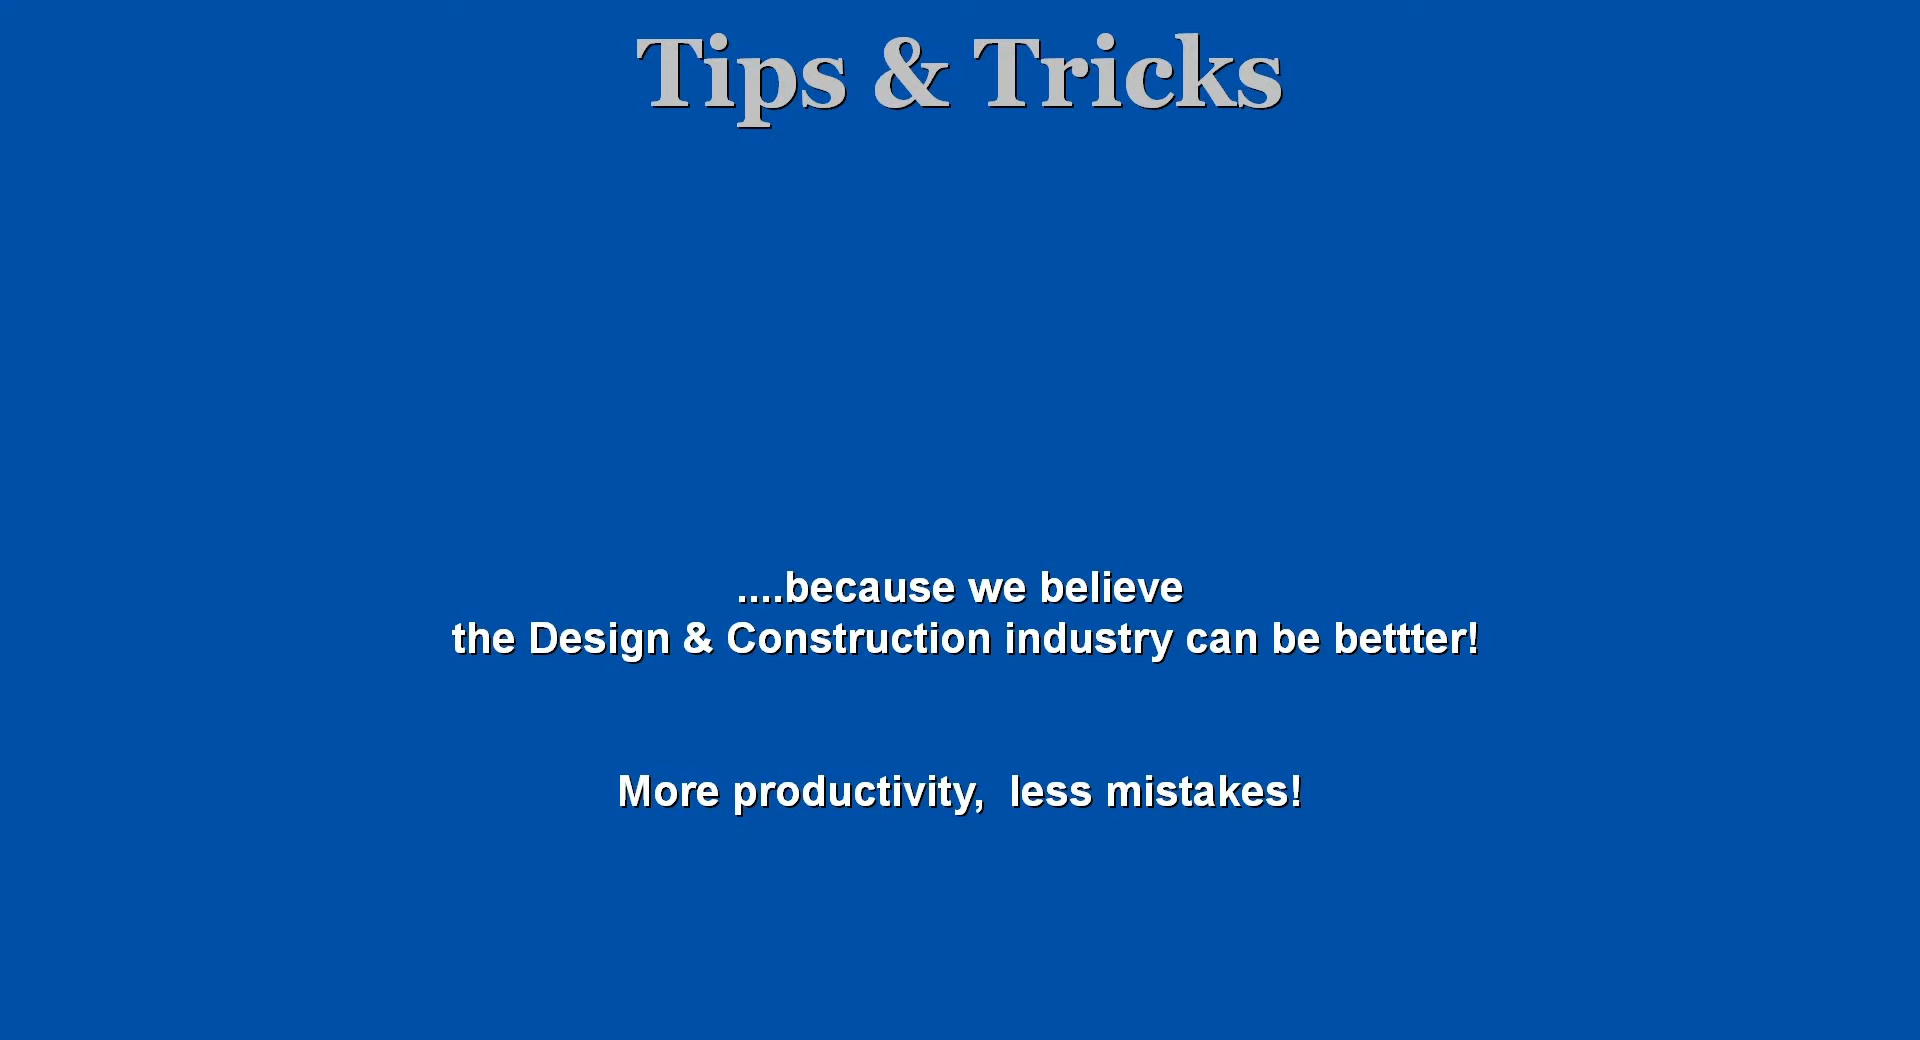 Tips & Tricks
....because we believe
the Design & Construction industry can be bettter!
More productivity,  less mistakes!